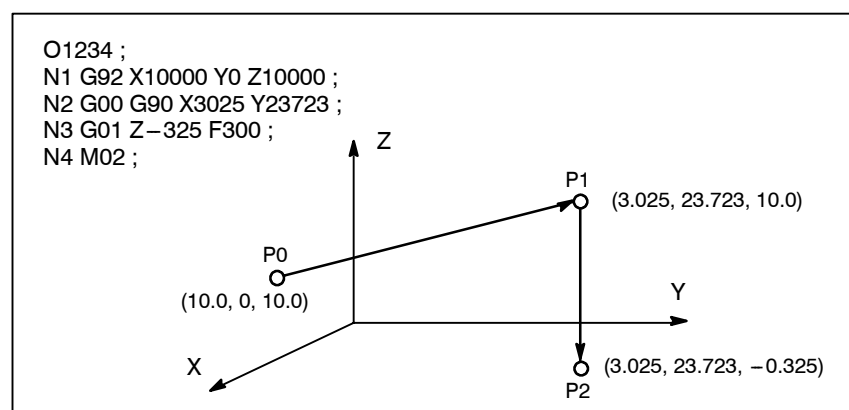 O1234 ;
N1 G92 X10000 Y0 Z10000 ;
N2 G00 G90 X3025 Y23723 ;
N3 G01 Z−325 F300 ;
N4 M02 ;
Z
P1
(3.025, 23.723, 10.0)
P0
(10.0, 0, 10.0)
Y
X
(3.025, 23.723, −0.325)
P2